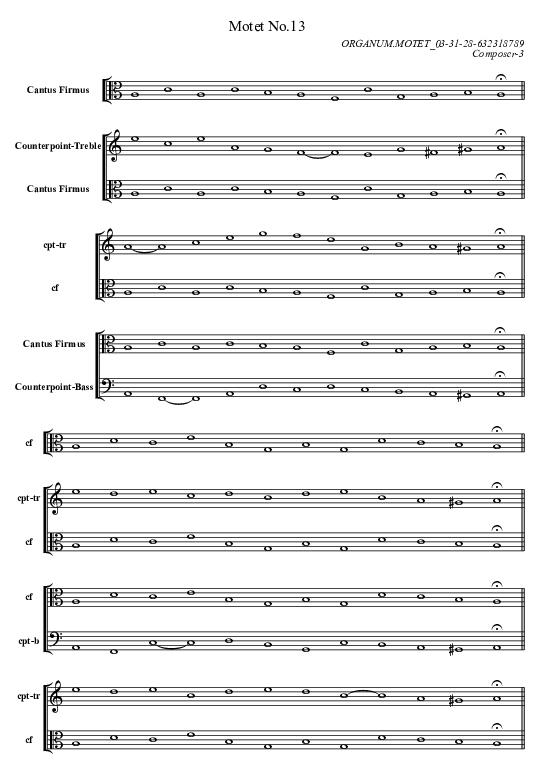 Motet No.13
ORGANUM.MOTET_03-31-28-632318789
Composer-3
Cantus Firmus
Counterpoint-Treble
Cantus Firmus
cpt-tr
cf
Cantus Firmus
Counterpoint-Bass
cf
cpt-tr
cf
cf
cpt-b
cpt-tr
cf